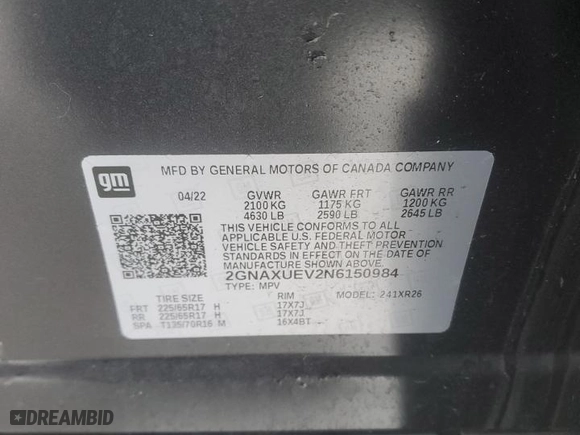 gm
MFD BY GENERAL MOTORS OF CANADA COMPANY
04/22 GVWR GAWR FRT GAWR RR
2100 KG 1175 KG 1200 KG
4630 LB 2590 LB 2645 LB
THIS VEHICLE CONFORMS TO ALL
APPLICABLE U.S. FEDERAL MOTOR
VEHICLE SAFETY AND THEFT PREVENTION
STANDARDS IN EFFECT ON THE DATE OF
MANUFACTURE SHOWN ABOVE.
2GNAXUEV2N6150984
TYPE: MPV MODEL: 241XR26
TIRE SIZE RIM
FRT 225/65R17 H 17X7J
RR 225/65R17 H 17X7J
SPA T135/70R16 M 16X4BT
DREAMBID